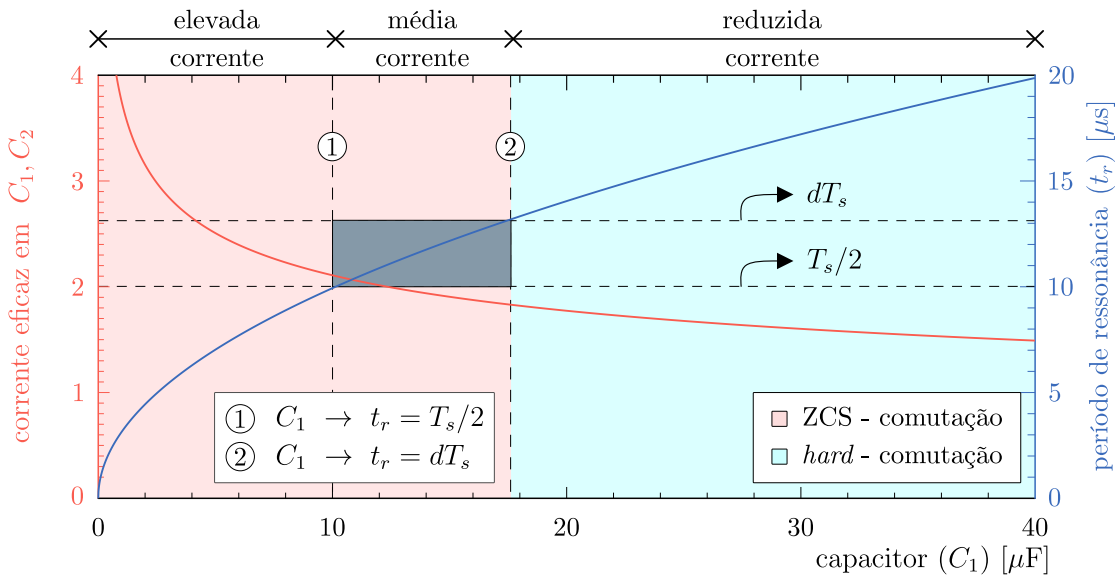 elevada média reduzida
corrente corrente corrente
4 20
3 15
2 10
1 5
0 0
corrente eficaz em C₁, C₂
período de ressonância (tᵣ) [μs]
1 2
dTₛ
Tₛ/2
1 C₁ → tᵣ = Tₛ/2
2 C₁ → tᵣ = dTₛ
ZCS - comutação
hard - comutação
0 10 20 30 40
capacitor (C₁) [μF]